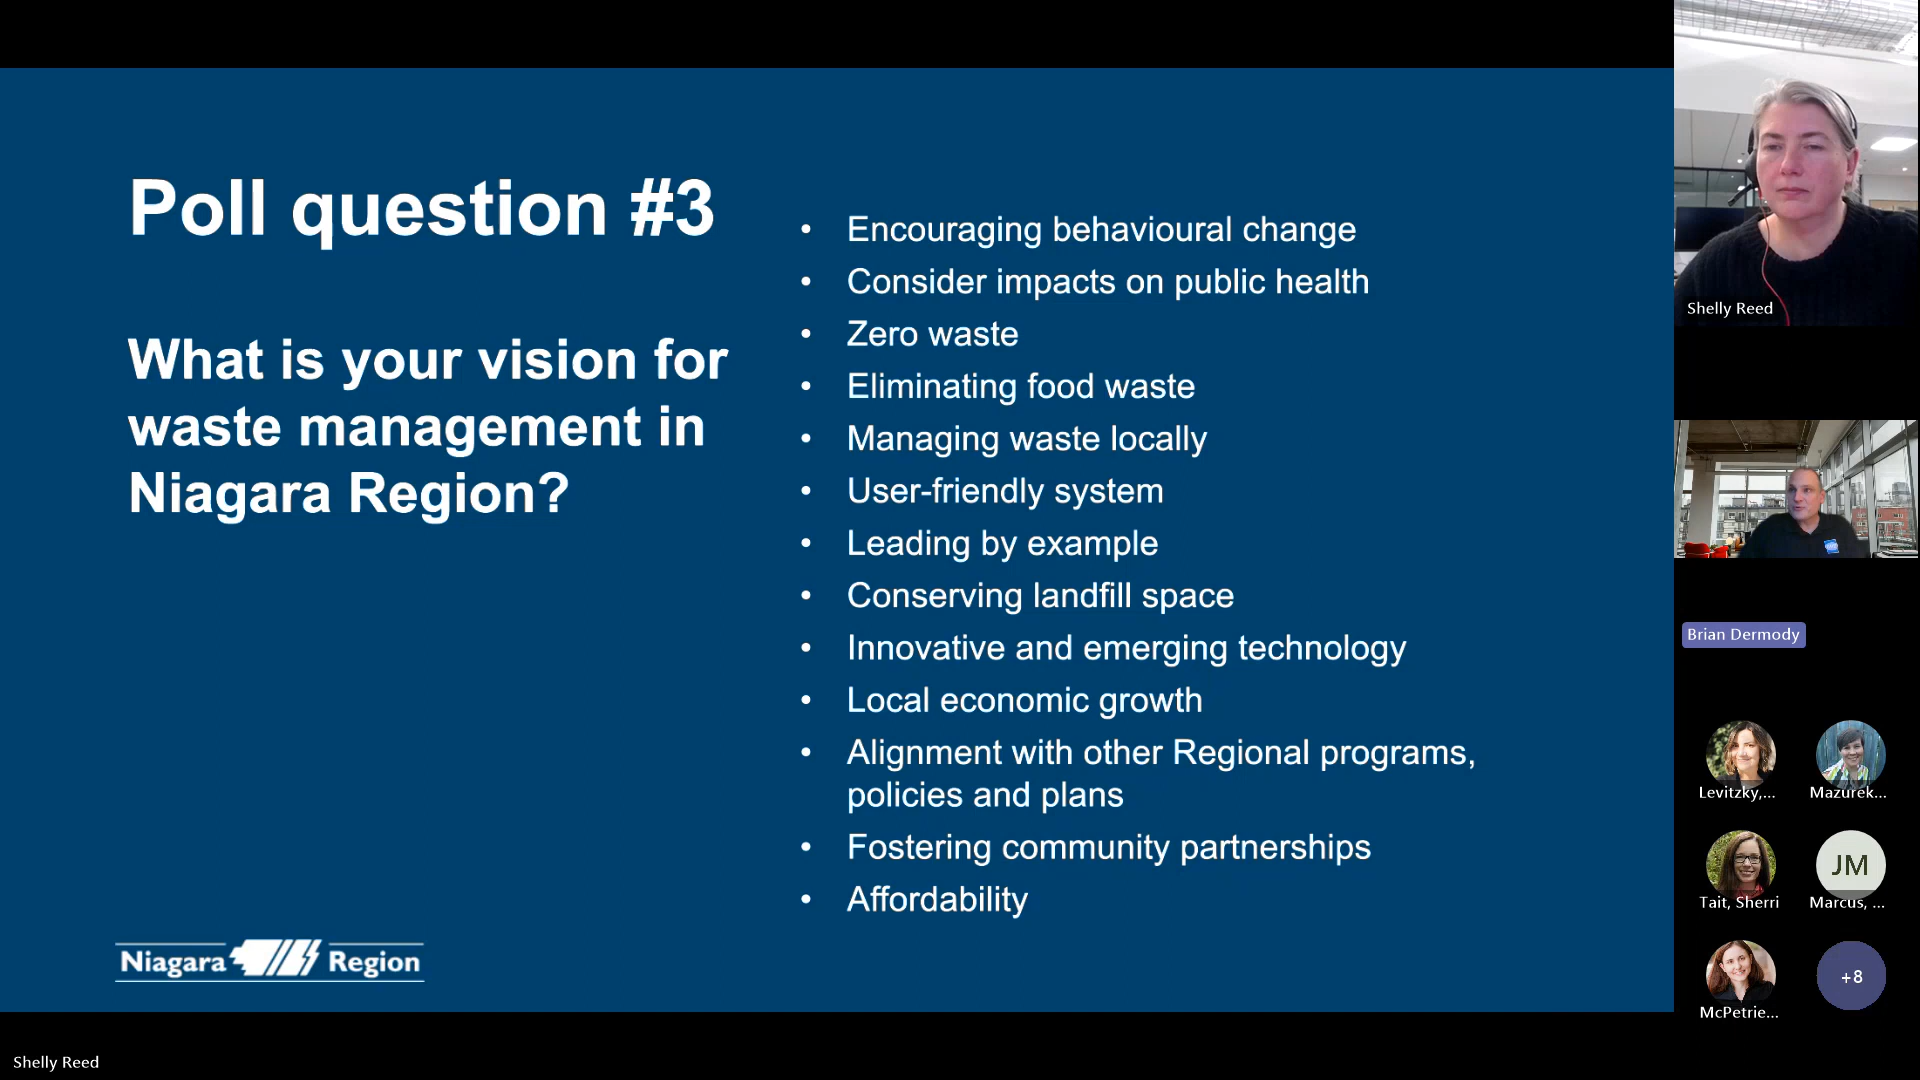 Poll question #3
What is your vision for
waste management in
Niagara Region?
• Encouraging behavioural change
• Consider impacts on public health
• Zero waste
• Eliminating food waste
• Managing waste locally
• User-friendly system
• Leading by example
• Conserving landfill space
• Innovative and emerging technology
• Local economic growth
• Alignment with other Regional programs,
policies and plans
• Fostering community partnerships
• Affordability
Niagara Region
Shelly Reed
Brian Dermody
Levitzky,...
Mazurek...
Tait, Sherri
JM
Marcus, ...
McPetrie...
+8
Shelly Reed